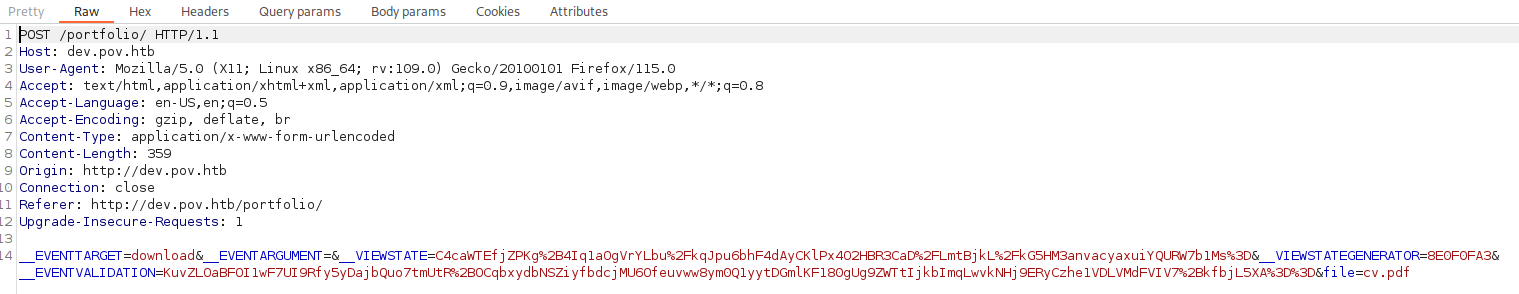 Pretty Raw Hex Headers Query params Body params Cookies Attributes
1 POST /portfolio/ HTTP/1.1
2 Host: dev.pov.htb
3 User-Agent: Mozilla/5.0 (X11; Linux x86_64; rv:109.0) Gecko/20100101 Firefox/115.0
4 Accept: text/html,application/xhtml+xml,application/xml;q=0.9,image/avif,image/webp,*/*;q=0.8
5 Accept-Language: en-US,en;q=0.5
6 Accept-Encoding: gzip, deflate, br
7 Content-Type: application/x-www-form-urlencoded
8 Content-Length: 359
9 Origin: http://dev.pov.htb
10 Connection: close
11 Referer: http://dev.pov.htb/portfolio/
12 Upgrade-Insecure-Requests: 1
13
14 __EVENTTARGET=download&__EVENTARGUMENT=&__VIEWSTATE=C4caWTEfjZPKg%2B4Iq1aOgVrYLbu%2FkqJpu6bhF4dAyCKlPx4O2HBR3CaD%2FLmtBjkL%2FkG5HM3anvacyaxuiYQURW7b1Ms%3D&__VIEWSTATEGENERATOR=8E0F0FA3&
__EVENTVALIDATION=KuvZLOaBFOI1wF7UI9Rfy5yDajbQuo7tmUtR%2BOCqbxydbNSZiyfbdcjMU6Ofeuvww8ym0Q1yytDGmlKF18OgUg9ZWTtIjkbImqLwvkNHj9ERyCzhe1VDLVMdFVIV7%2BkfbjL5XA%3D%3D&file=cv.pdf